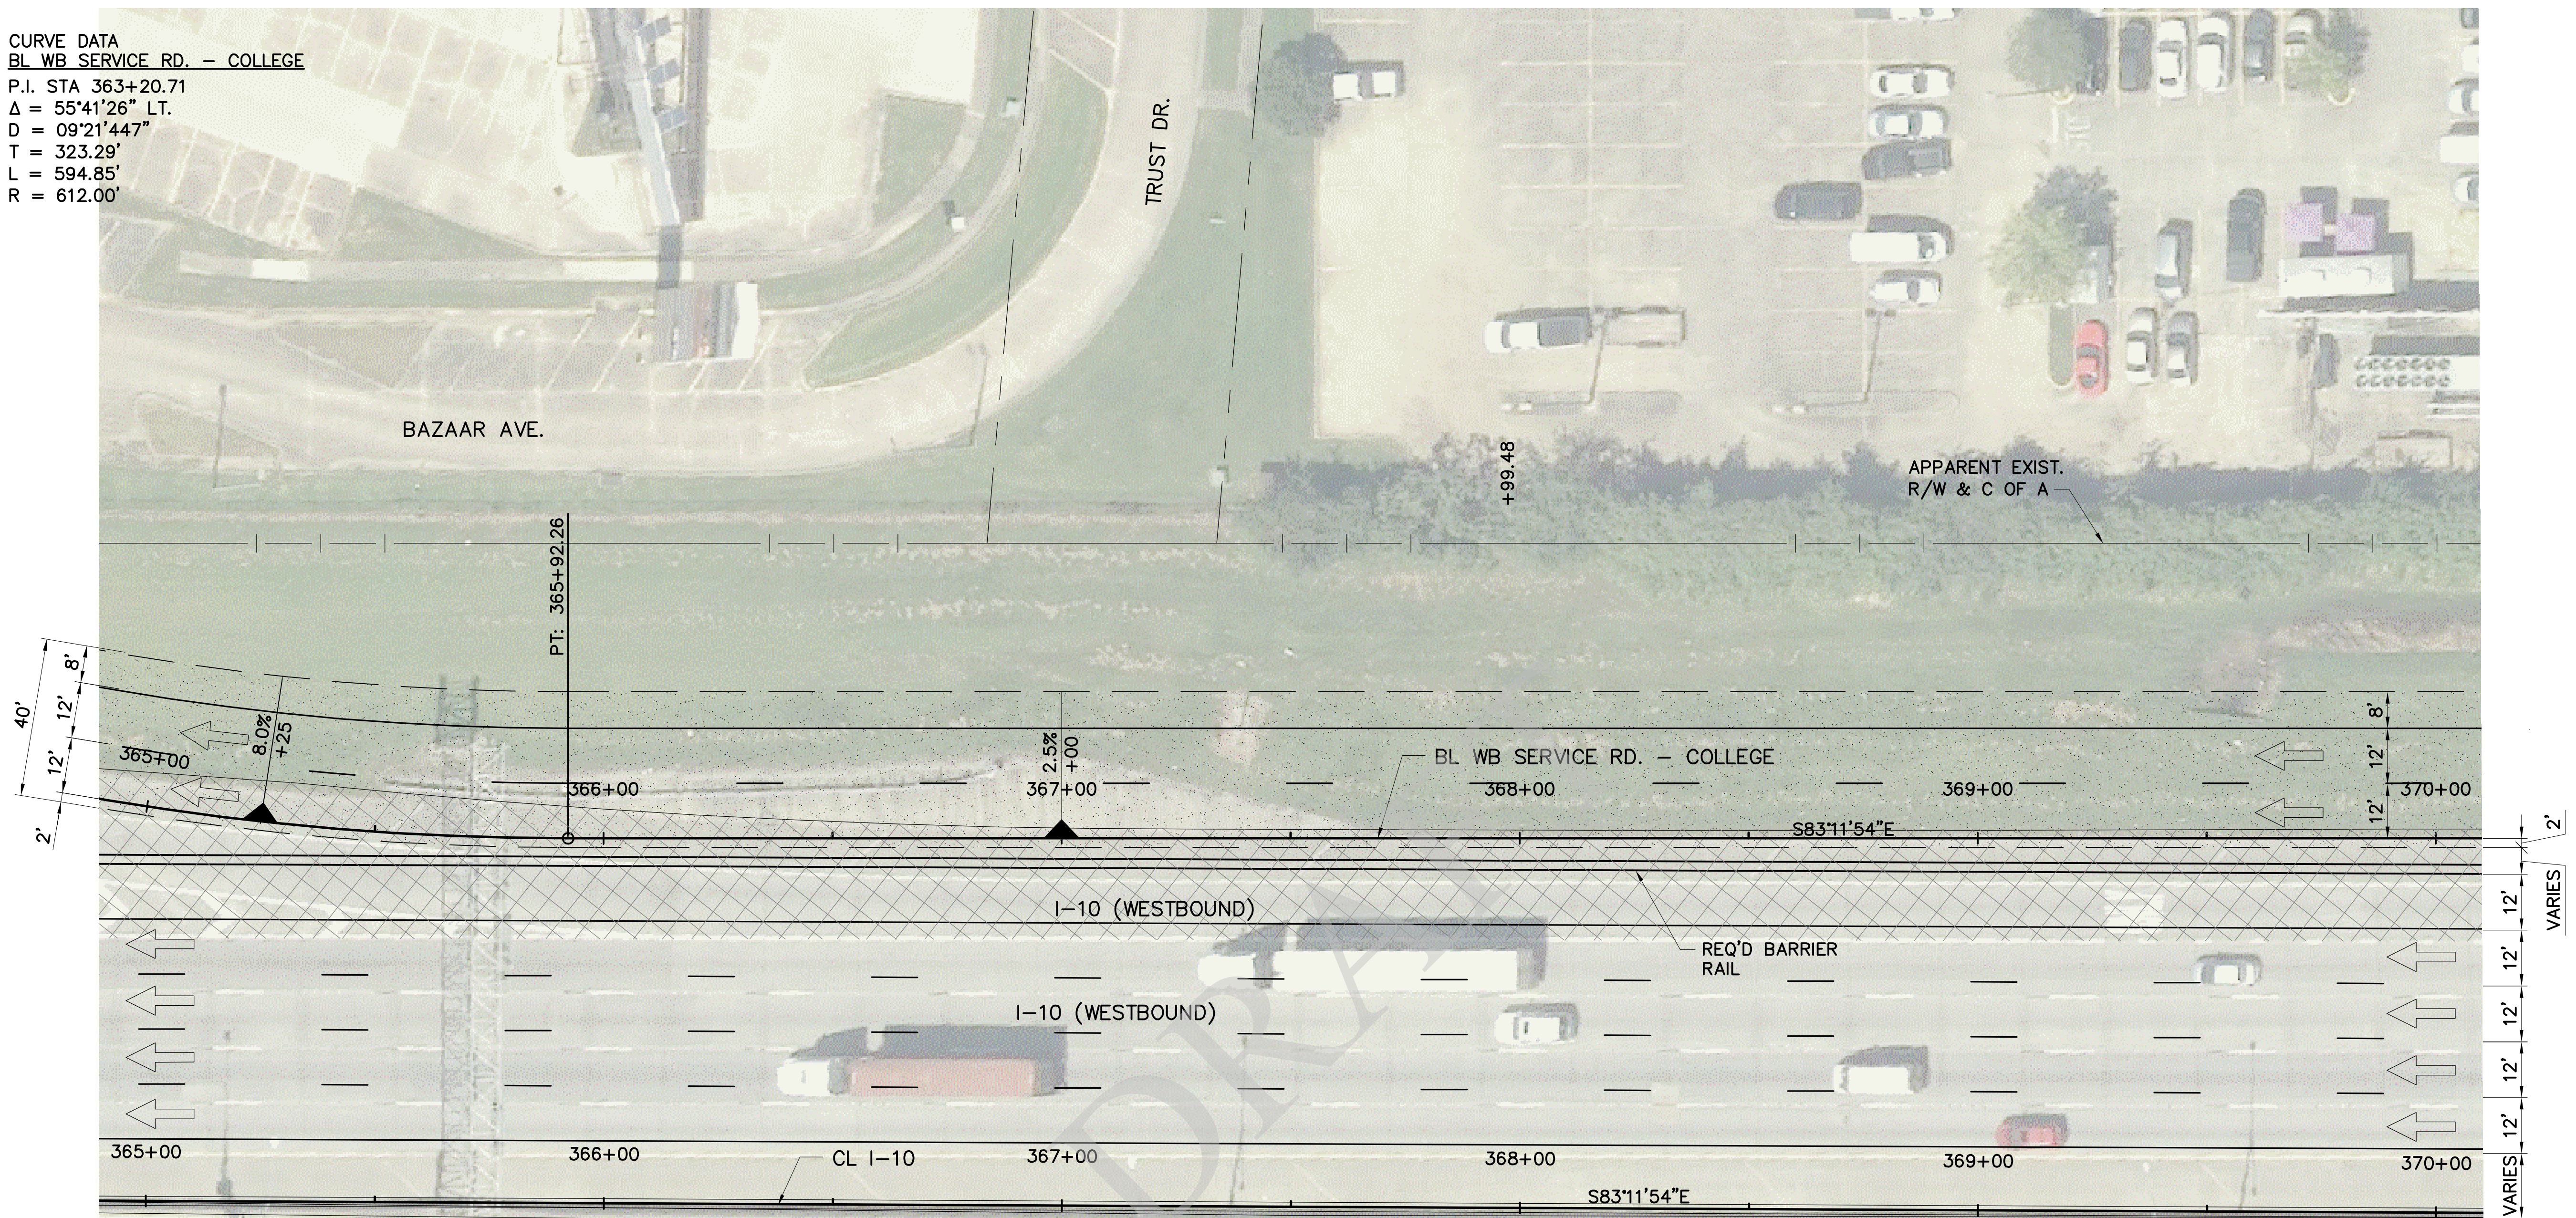 CURVE DATA
BL WB SERVICE RD. – COLLEGE
P.I. STA 363+20.71
Δ = 55°41'26" LT.
D = 09°21'447"
T = 323.29'
L = 594.85'
R = 612.00'
TRUST DR.
BAZAAR AVE.
+99.48
APPARENT EXIST.
R/W & C OF A
PT: 365+92.26
40'
8'
12'
12'
2'
365+00
8.0%
+25
366+00
2.5%
+00
367+00
BL WB SERVICE RD. – COLLEGE
368+00
369+00
370+00
8'
12'
12'
2'
S83°11'54"E
VARIES
12'
12'
12'
12'
12'
VARIES
I-10 (WESTBOUND)
REQ'D BARRIER
RAIL
I-10 (WESTBOUND)
365+00
366+00
CL I-10
367+00
368+00
369+00
370+00
S83°11'54"E
DRAFT